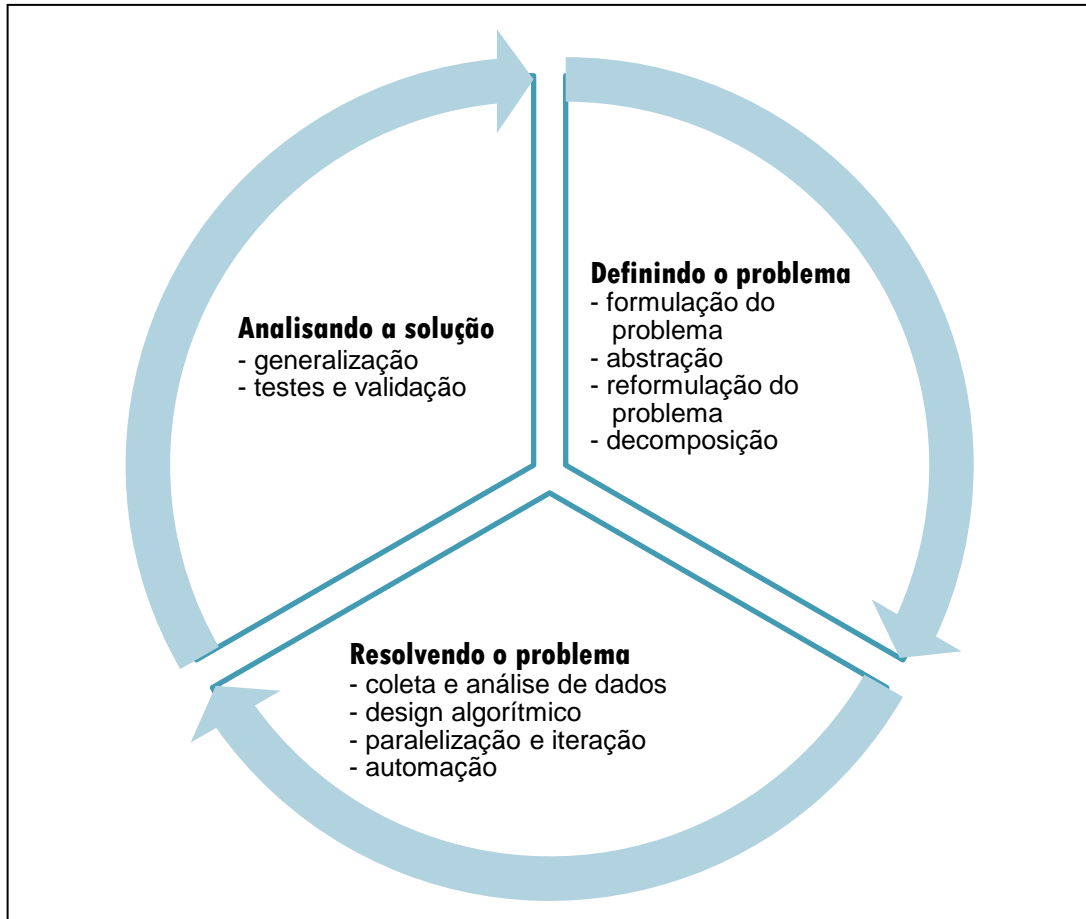 Definindo o problema
- formulação do
problema
- abstração
- reformulação do
problema
- decomposição
Resolvendo o problema
- coleta e análise de dados
- design algorítmico
- paralelização e iteração
- automação
Analisando a solução
- generalização
- testes e validação